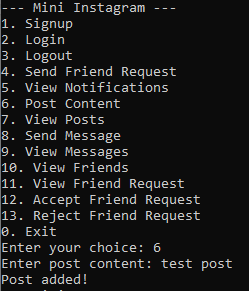 --- Mini Instagram ---
1. Signup
2. Login
3. Logout
4. Send Friend Request
5. View Notifications
6. Post Content
7. View Posts
8. Send Message
9. View Messages
10. View Friends
11. View Friend Request
12. Accept Friend Request
13. Reject Friend Request
0. Exit
Enter your choice: 6
Enter post content: test post
Post added!